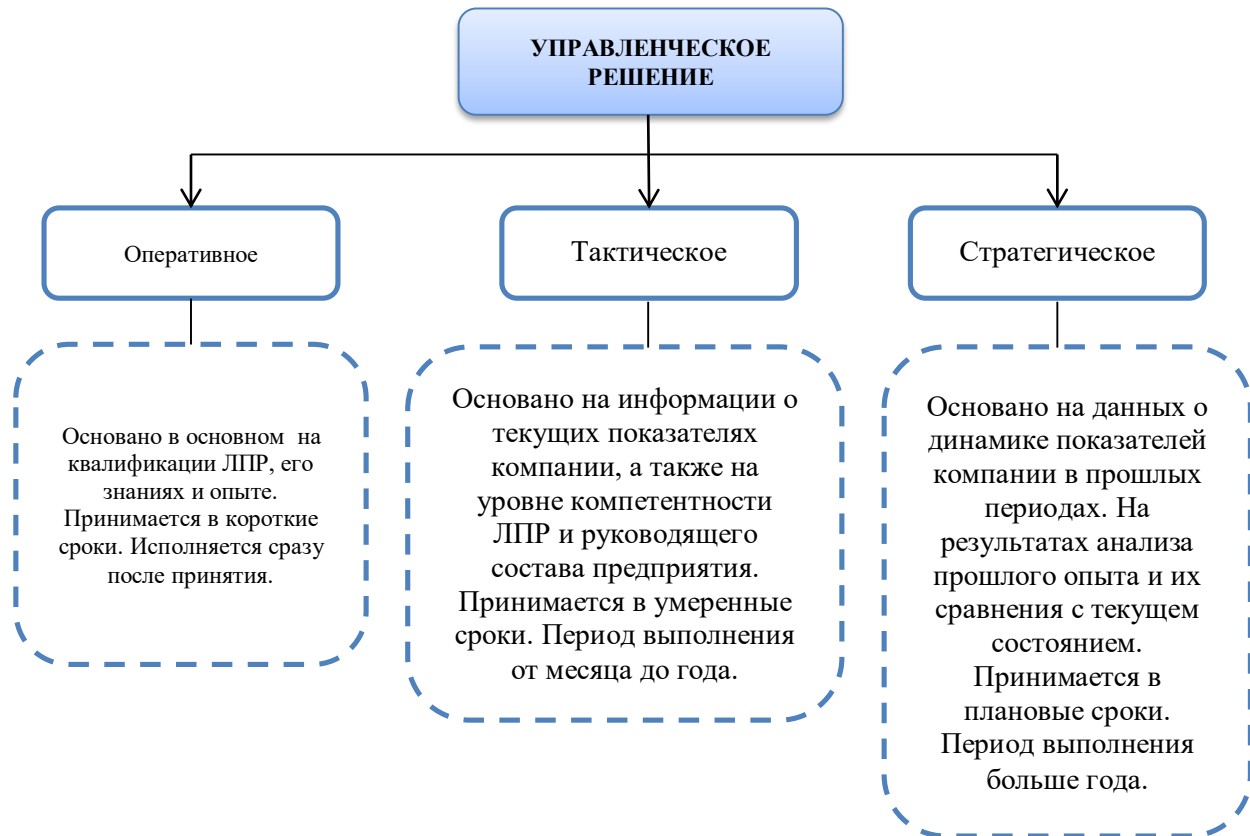 УПРАВЛЕНЧЕСКОЕ
РЕШЕНИЕ
Оперативное
Тактическое
Стратегическое
Основано в основном на
квалификации ЛПР, его
знаниях и опыте.
Принимается в короткие
сроки. Исполняется сразу
после принятия.
Основано на информации о
текущих показателях
компании, а также на
уровне компетентности
ЛПР и руководящего
состава предприятия.
Принимается в умеренные
сроки. Период выполнения
от месяца до года.
Основано на данных о
динамике показателей
компании в прошлых
периодах. На
результатах анализа
прошлого опыта и их
сравнения с текущем
состоянием.
Принимается в
плановые сроки.
Период выполнения
больше года.